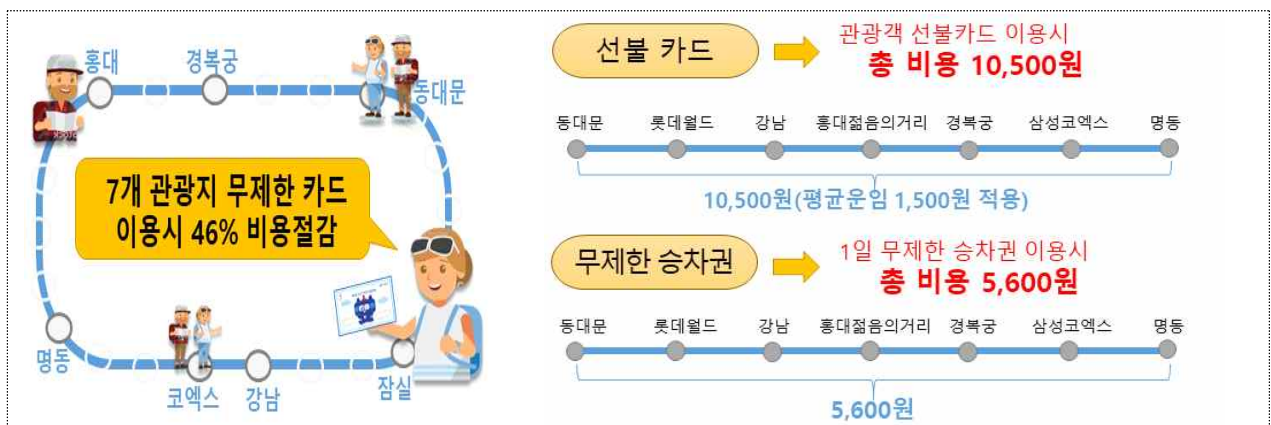 홍대
경복궁
동대문
7개 관광지 무제한 카드
이용시 46% 비용절감
명동
코엑스
강남
잠실
선불 카드
관광객 선불카드 이용시
총 비용 10,500원
동대문 롯데월드 강남 홍대젊음의거리 경복궁 삼성코엑스 명동
10,500원(평균운임 1,500원 적용)
무제한 승차권
1일 무제한 승차권 이용시
총 비용 5,600원
동대문 롯데월드 강남 홍대젊음의거리 경복궁 삼성코엑스 명동
5,600원